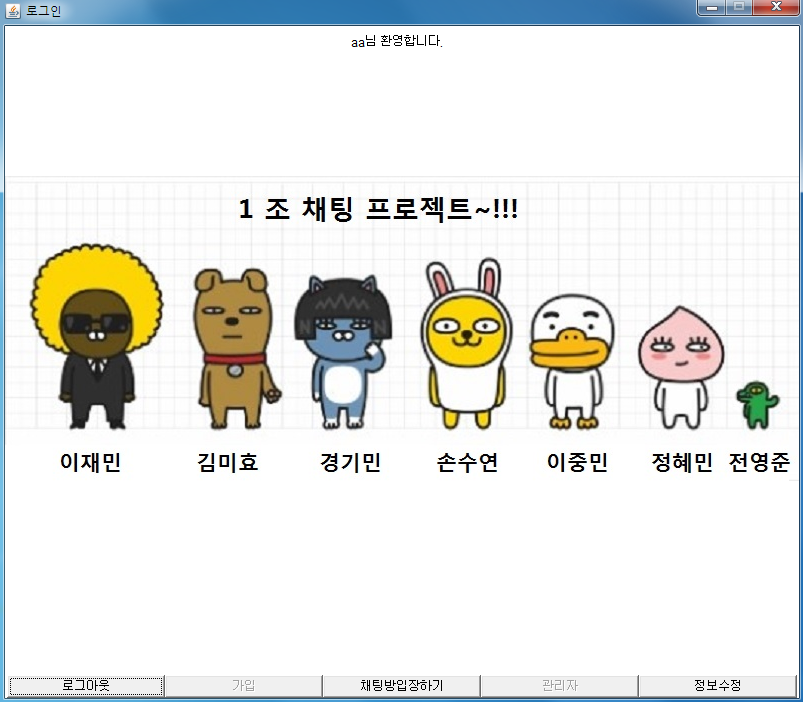 로그인
aa님 환영합니다.
1 조 채팅 프로젝트~!!!
이재민 김미효 경기민 손수연 이중민 정혜민 전영준
로그아웃 가입 채팅방입장하기 관리자 정보수정